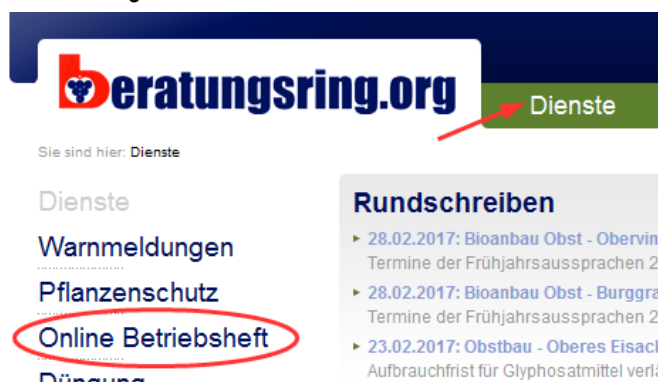 beratungsring.org
Dienste
Sie sind hier: Dienste
Dienste
Warnmeldungen
Pflanzenschutz
Online Betriebsheft
Düngung
Rundschreiben
28.02.2017: Bioanbau Obst - Obervin
Termine der Frühjahrsaussprachen 2
28.02.2017: Bioanbau Obst - Burggra
Termine der Frühjahrsaussprachen 2
23.02.2017: Obstbau - Oberes Eisac
Aufbrauchfrist für Glyphosatmittel verlä